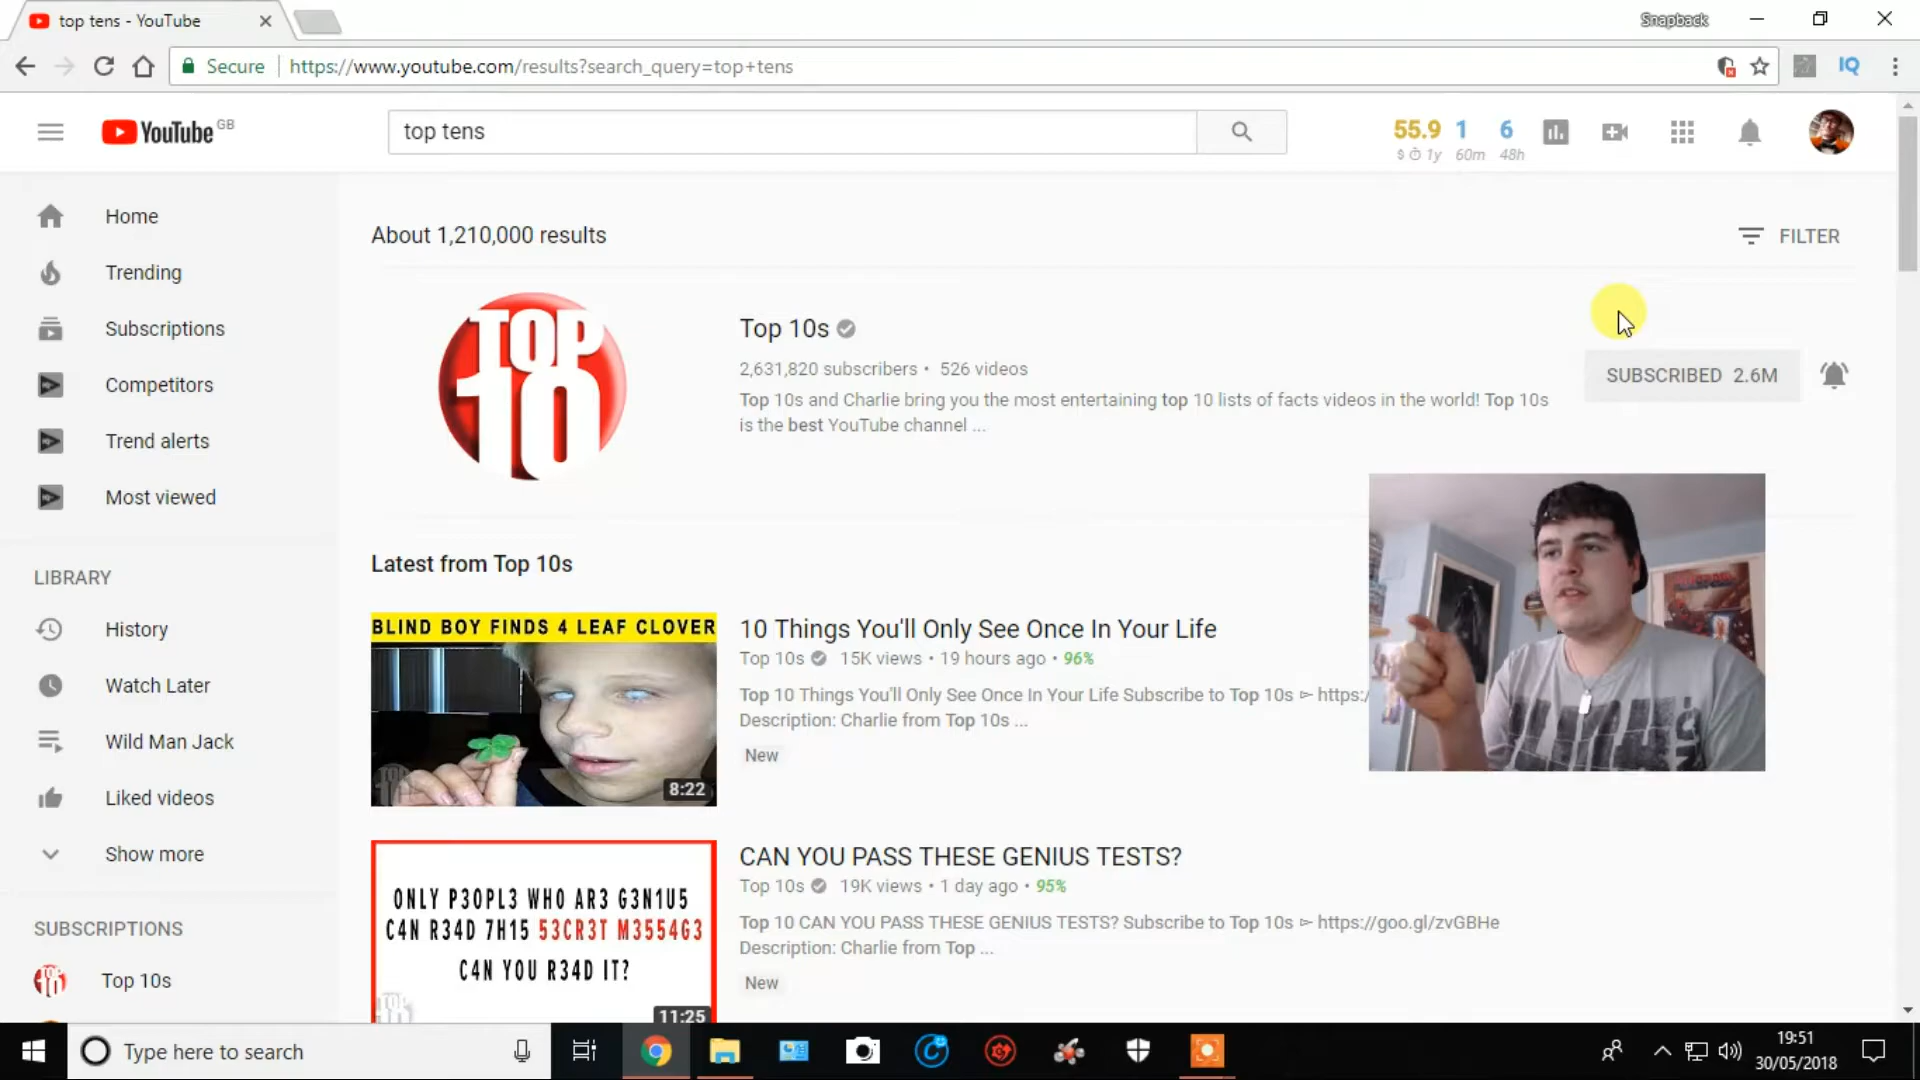 top tens - YouTube
Snapback
Secure
https://www.youtube.com/results?search_query=top+tens
IQ
YouTube GB
top tens
55.9 1 6
$ 1y 60m 48h
Home
Trending
Subscriptions
Competitors
Trend alerts
Most viewed
LIBRARY
History
Watch Later
Wild Man Jack
Liked videos
Show more
SUBSCRIPTIONS
Top 10s
About 1,210,000 results
FILTER
TOP
10
Top 10s
2,631,820 subscribers • 526 videos
Top 10s and Charlie bring you the most entertaining top 10 lists of facts videos in the world! Top 10s
is the best YouTube channel ...
SUBSCRIBED 2.6M
Latest from Top 10s
BLIND BOY FINDS 4 LEAF CLOVER
8:22
10 Things You'll Only See Once In Your Life
Top 10s 15K views • 19 hours ago • 96%
Top 10 Things You'll Only See Once In Your Life Subscribe to Top 10s ▻ https:/
Description: Charlie from Top 10s ...
New
ONLY P3OPL3 WHO AR3 G3N1U5
C4N R34D 7H15 53CR3T M3554G3
C4N YOU R34D IT?
11:25
CAN YOU PASS THESE GENIUS TESTS?
Top 10s 19K views • 1 day ago • 95%
Top 10 CAN YOU PASS THESE GENIUS TESTS? Subscribe to Top 10s ▻ https://goo.gl/zvGBHe
Description: Charlie from Top ...
New
Type here to search
19:51
30/05/2018